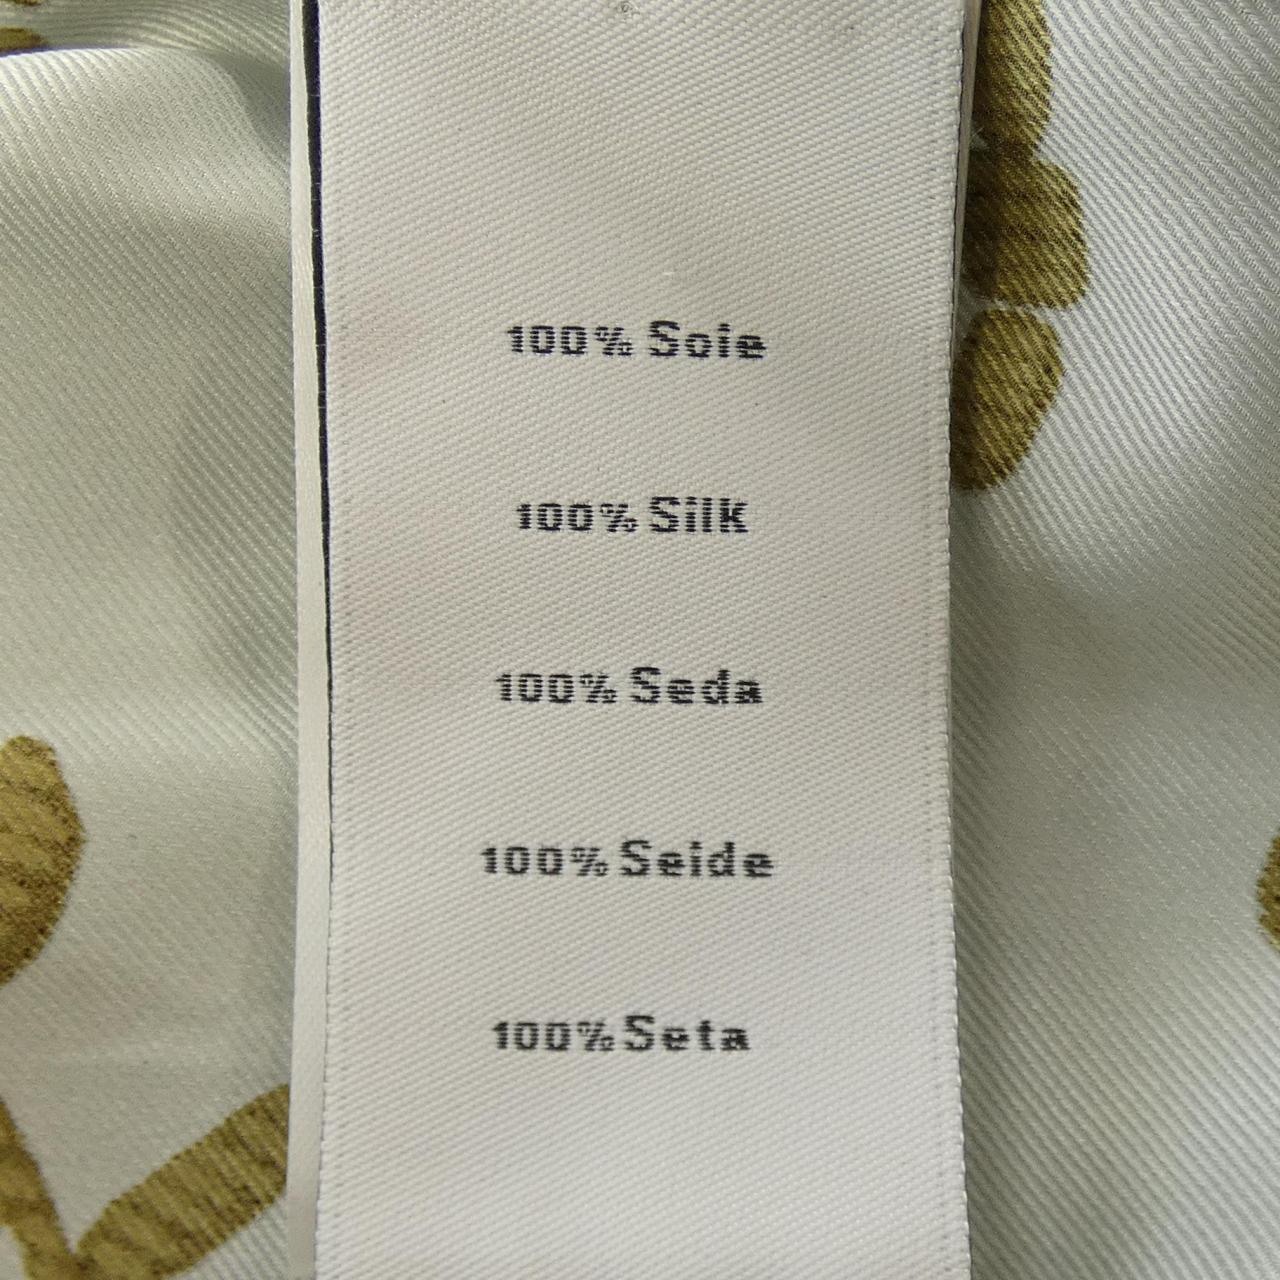 100% Soie
100% Silk
100% Seda
100% Seide
100% Seta